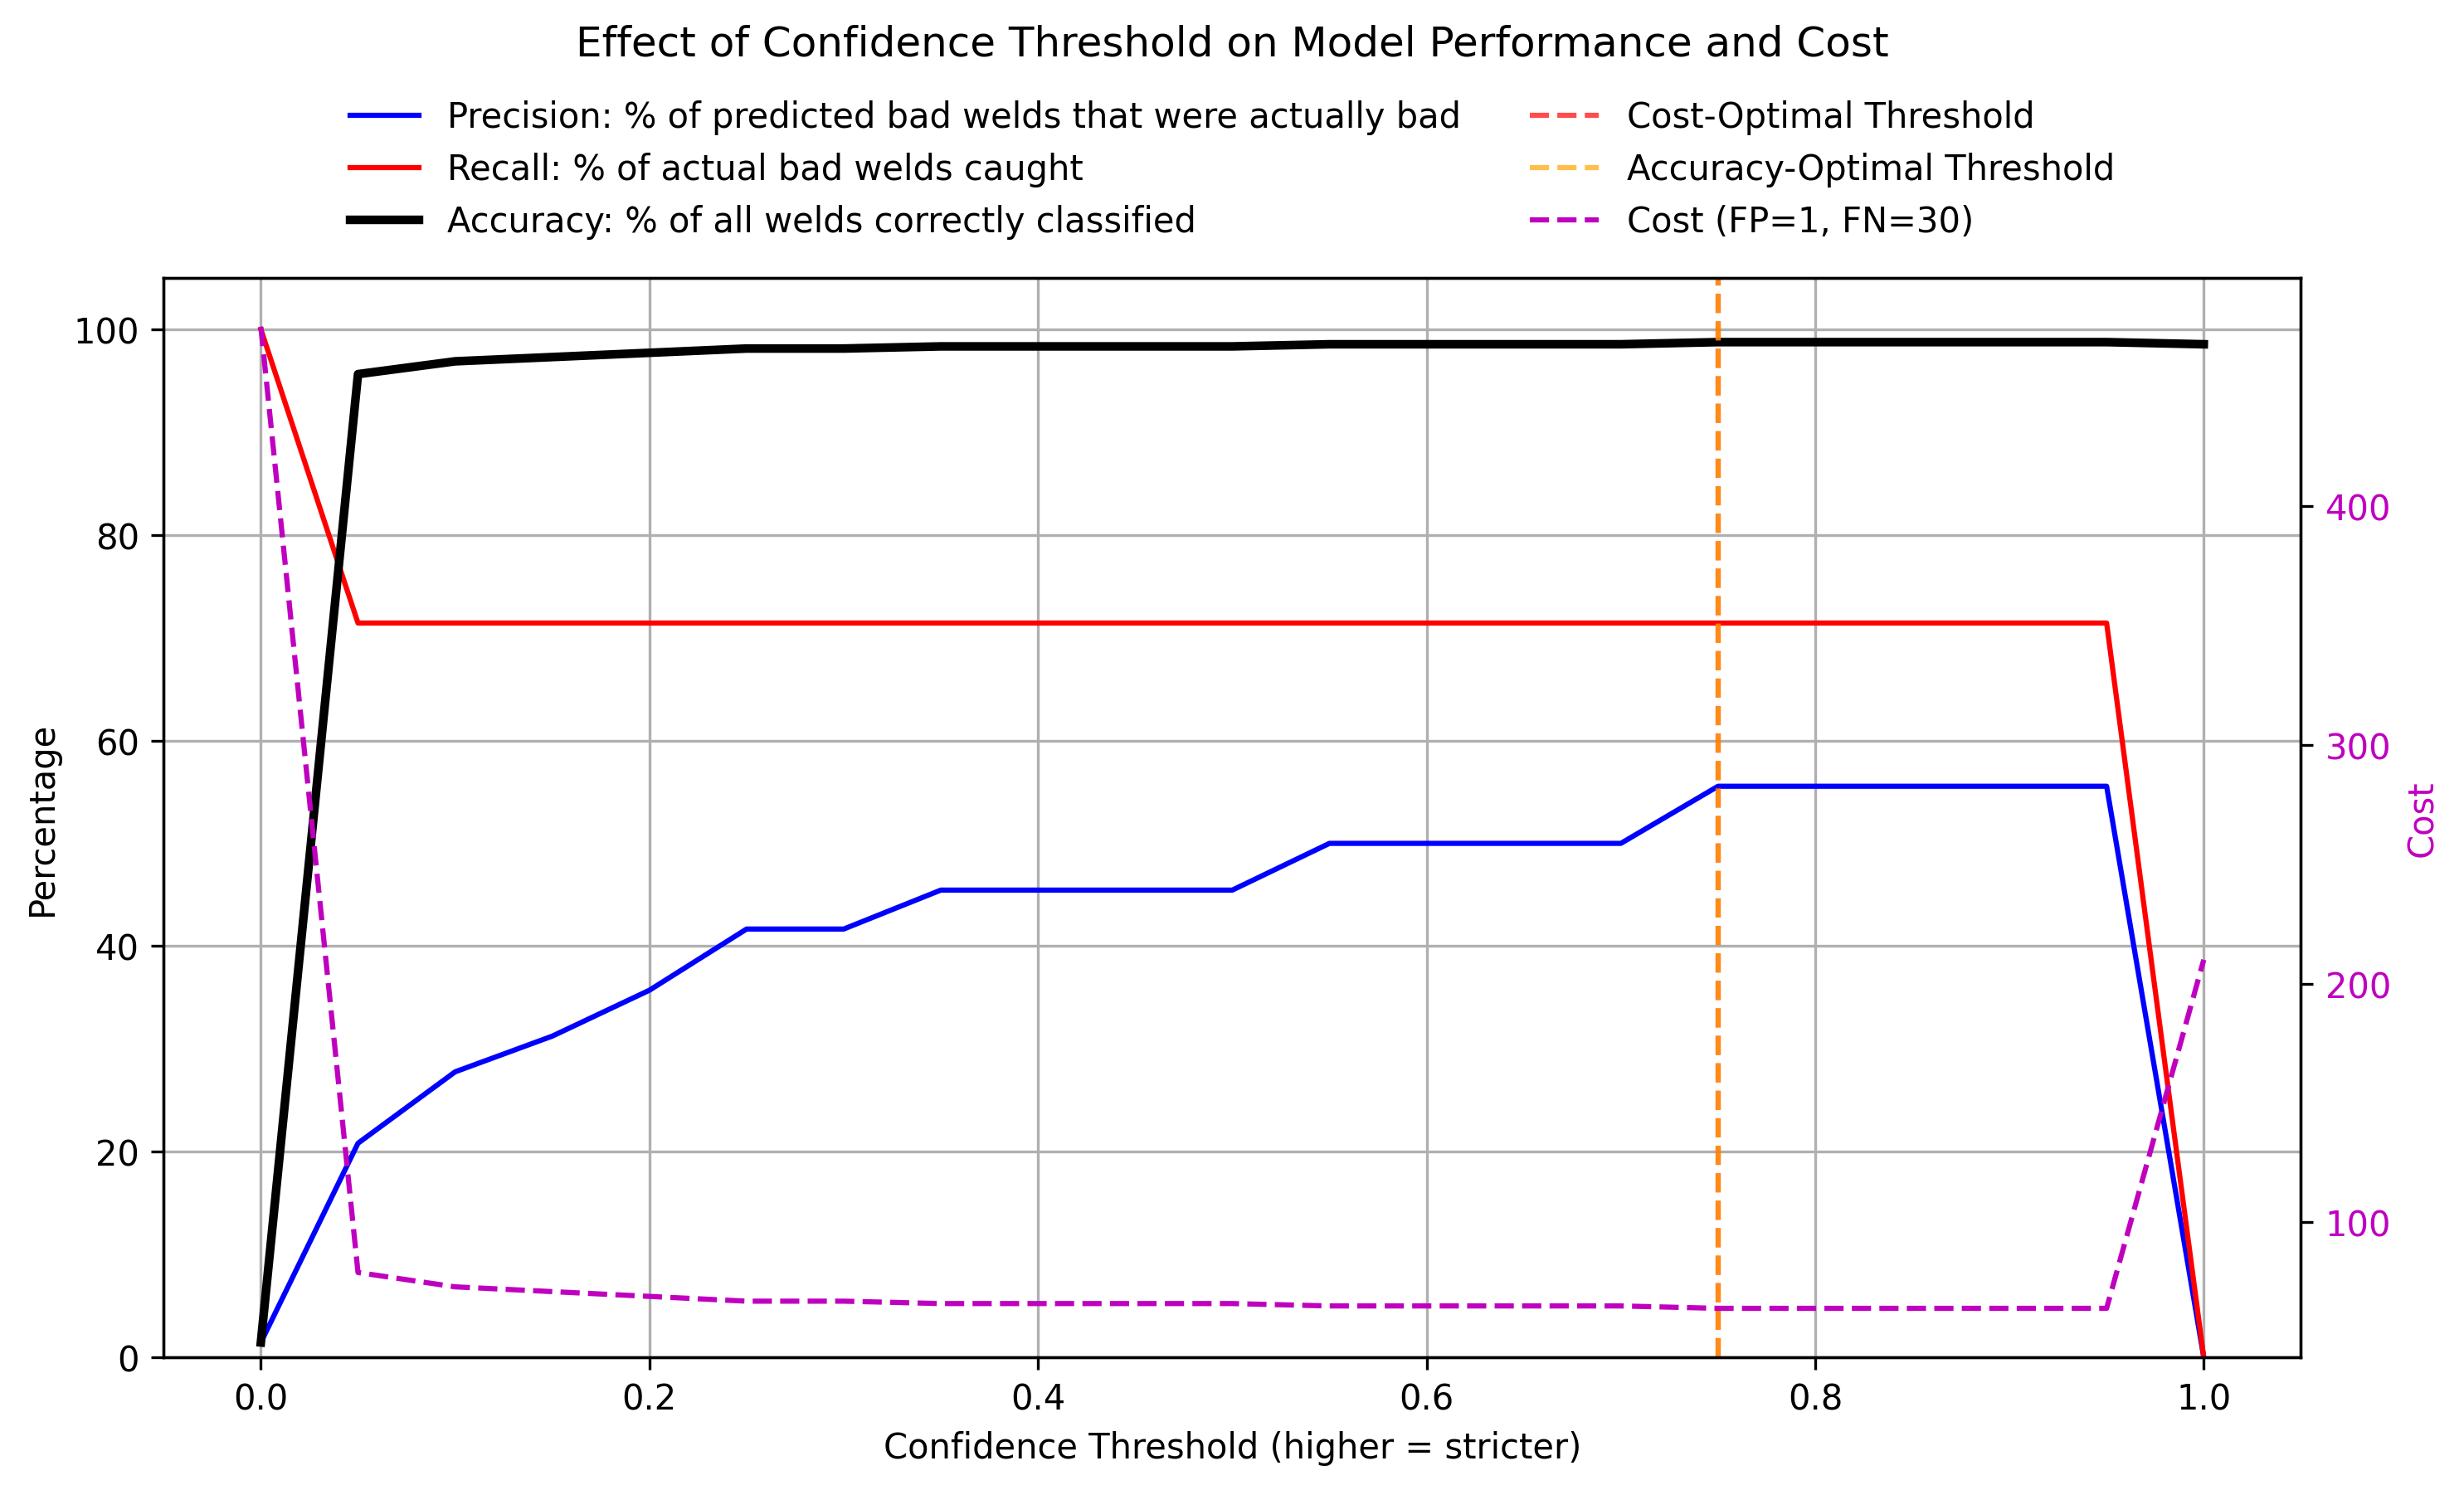 Effect of Confidence Threshold on Model Performance and Cost
Precision: % of predicted bad welds that were actually bad
Recall: % of actual bad welds caught
Accuracy: % of all welds correctly classified
Cost-Optimal Threshold
Accuracy-Optimal Threshold
Cost (FP=1, FN=30)
Percentage
100
80
60
40
20
0
400
300
200
100
Cost
0.0 0.2 0.4 0.6 0.8 1.0
Confidence Threshold (higher = stricter)